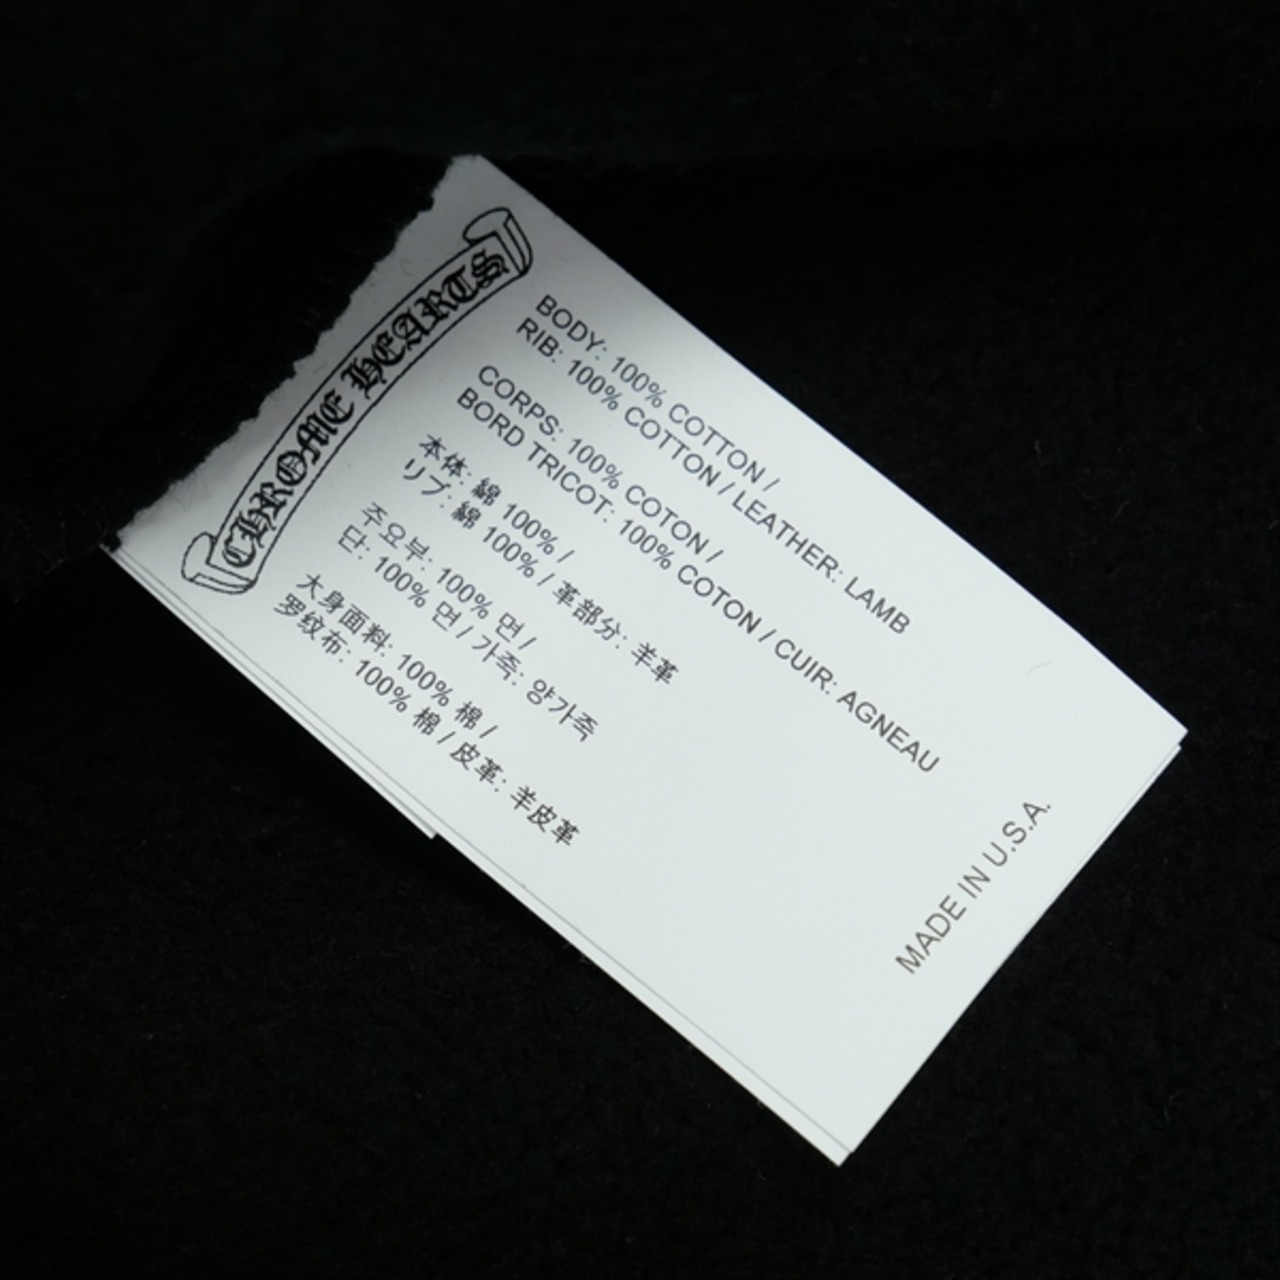 CHROME HEARTS
BODY: 100% COTTON /
RIB: 100% COTTON / LEATHER: LAMB
CORPS: 100% COTON /
BORD TRICOT: 100% COTON / CUIR: AGNEAU
本体: 綿 100% /
リブ: 綿 100% / 革部分: 羊革
주요부: 100% 면 /
단: 100% 면 / 가죽: 양가죽
大身面料: 100% 棉 /
罗纹布: 100% 棉 / 皮革: 羊皮革
MADE IN U.S.A.